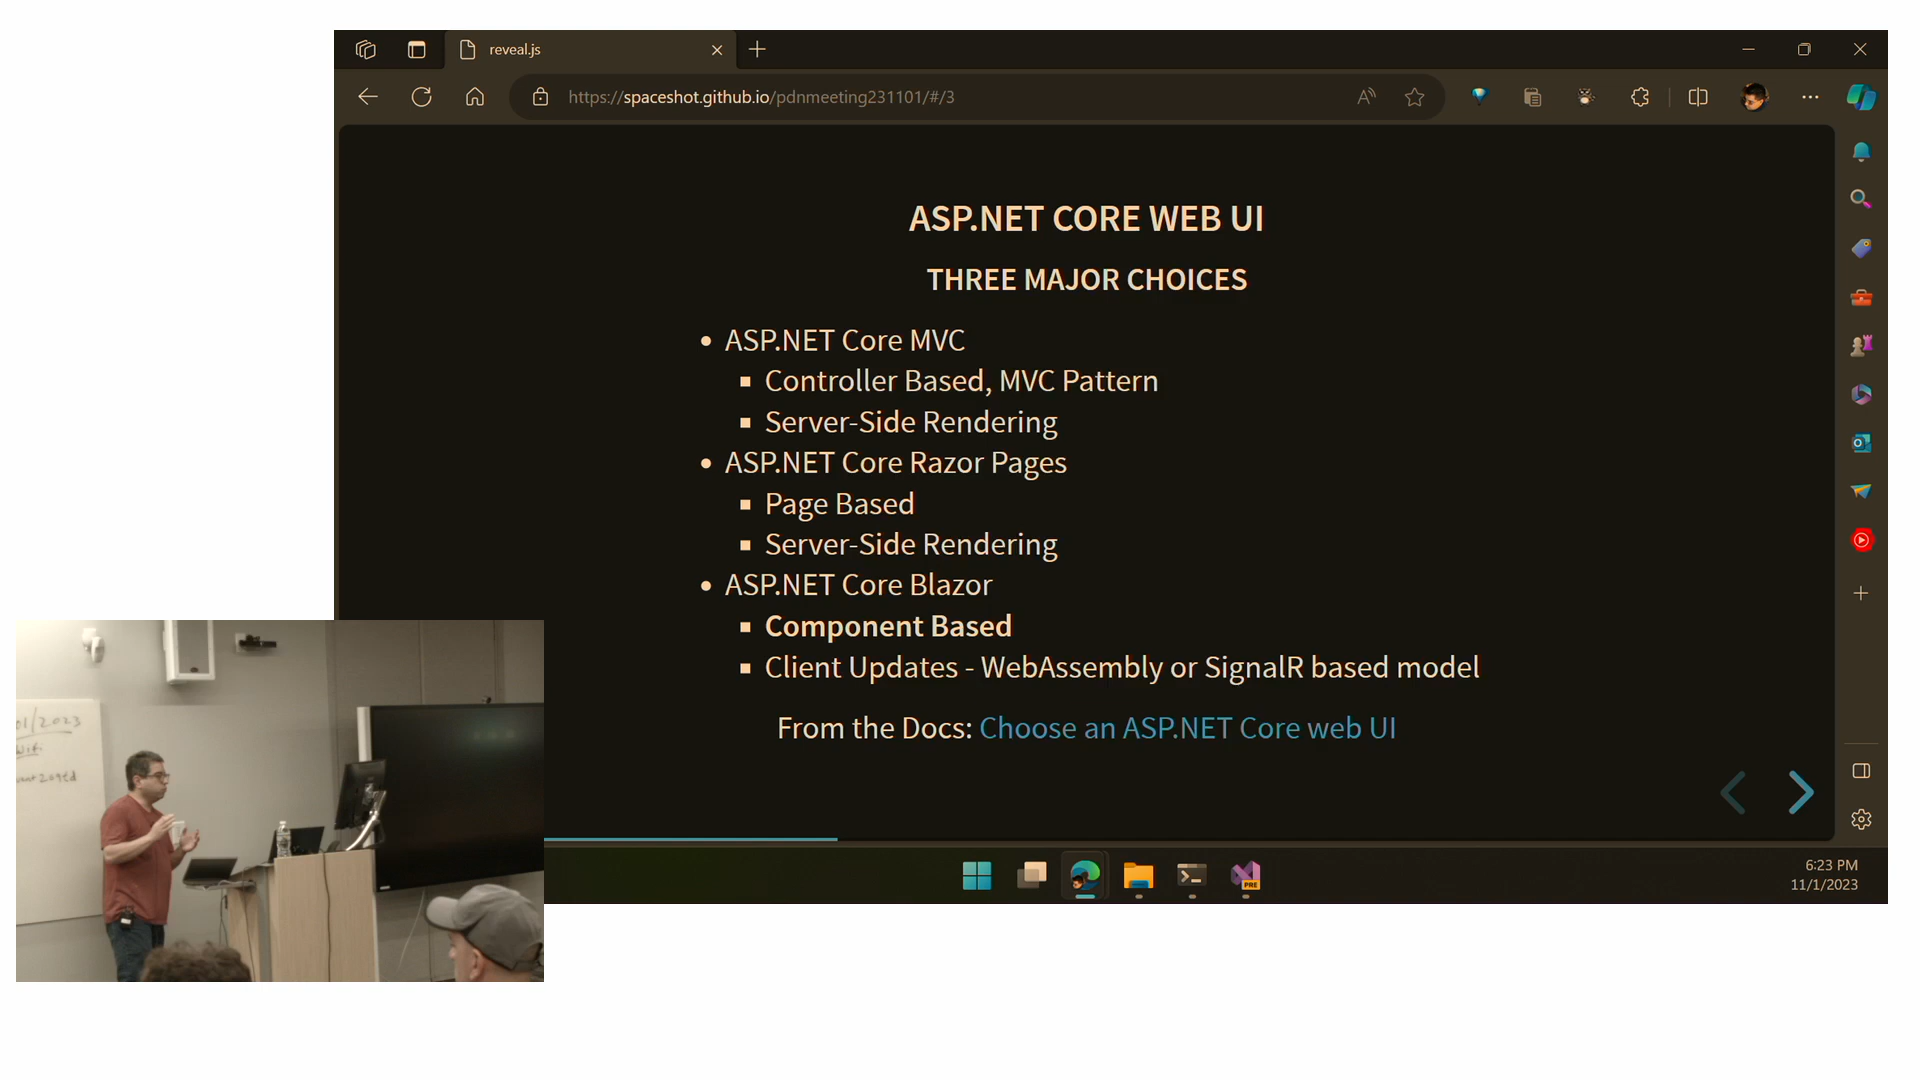 reveal.js
https://spaceshot.github.io/pdnmeeting231101/#/3
ASP.NET CORE WEB UI
THREE MAJOR CHOICES
ASP.NET Core MVC
Controller Based, MVC Pattern
Server-Side Rendering
ASP.NET Core Razor Pages
Page Based
Server-Side Rendering
ASP.NET Core Blazor
Component Based
Client Updates - WebAssembly or SignalR based model
From the Docs: Choose an ASP.NET Core web UI
PRE
6:23 PM
11/1/2023
01/2023